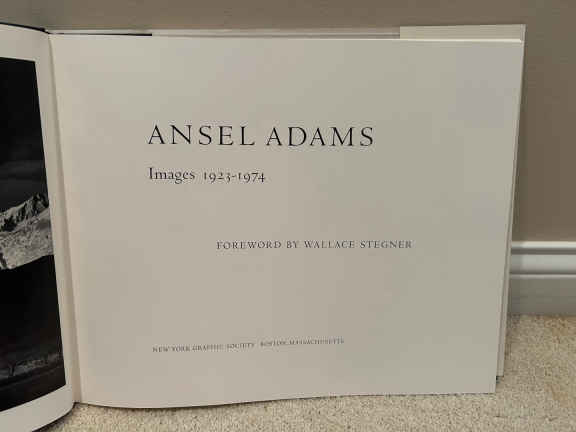 ANSEL ADAMS
Images 1923-1974
FOREWORD BY WALLACE STEGNER
NEW YORK GRAPHIC SOCIETY BOSTON, MASSACHUSETTS